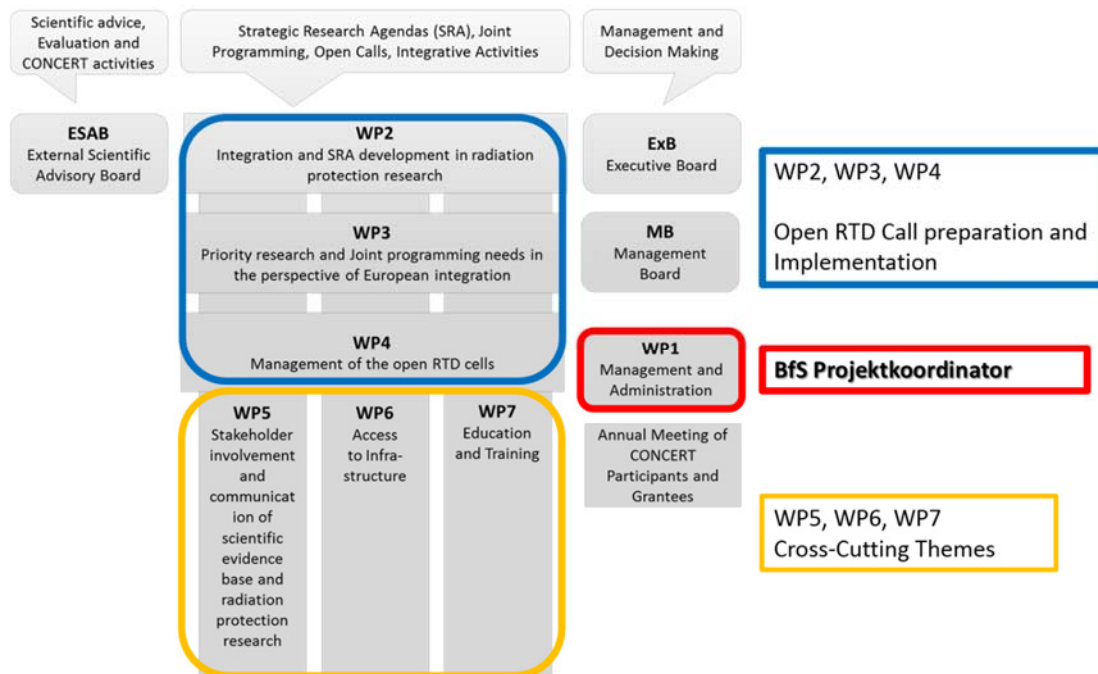 Scientific advice,
Evaluation and
CONCERT activities
Strategic Research Agendas (SRA), Joint
Programming, Open Calls, Integrative Activities
Management and
Decision Making
ESAB
External Scientific
Advisory Board
WP2
Integration and SRA development in radiation
protection research
ExB
Executive Board
WP2, WP3, WP4
Open RTD Call preparation and
Implementation
WP3
Priority research and Joint programming needs in
the perspective of European integration
MB
Management
Board
WP4
Management of the open RTD cells
WP1
Management and
Administration
BfS Projektkoordinator
WP5
Stakeholder
involvement
and
communicat
ion of
scientific
evidence
base and
radiation
protection
research
WP6
Access
to Infra-
structure
WP7
Education
and Training
Annual Meeting of
CONCERT
Participants and
Grantees
WP5, WP6, WP7
Cross-Cutting Themes